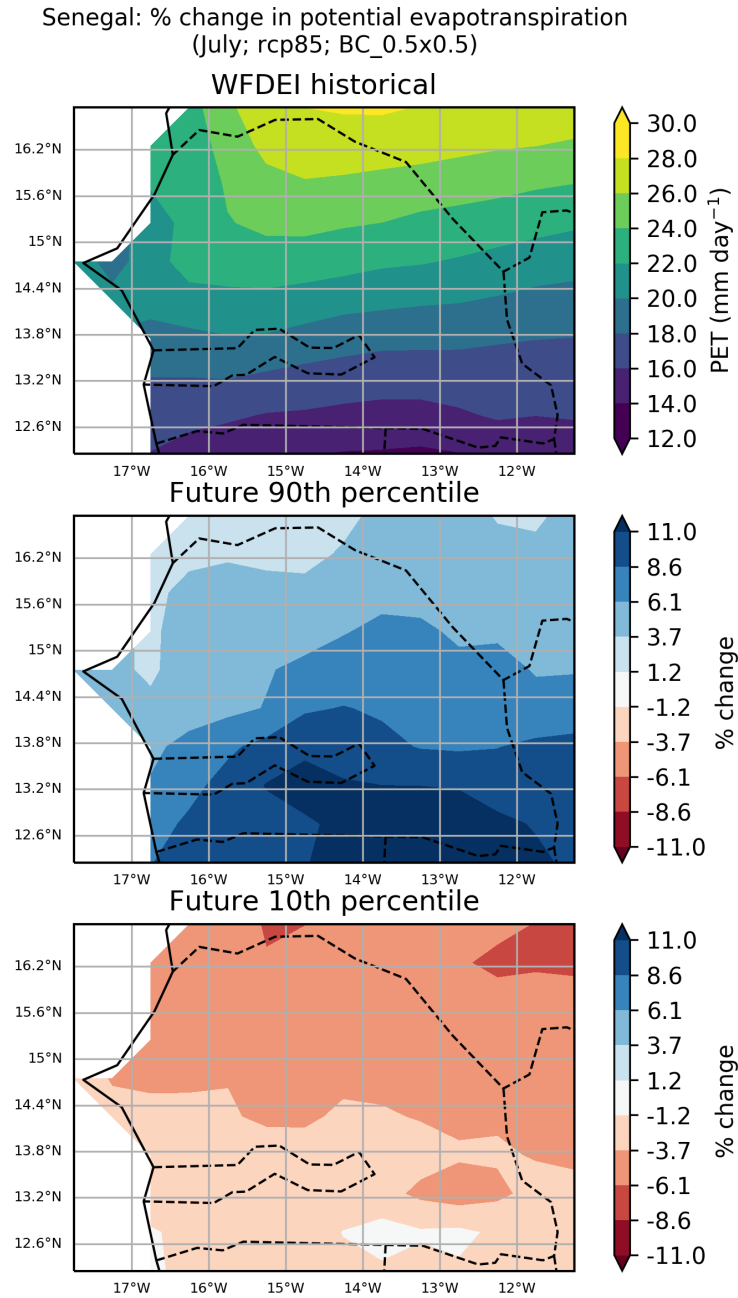 Senegal: % change in potential evapotranspiration
(July; rcp85; BC_0.5x0.5)
WFDEI historical
16.2°N
15.6°N
15°N
14.4°N
13.8°N
13.2°N
12.6°N
17°W 16°W 15°W 14°W 13°W 12°W
30.0
28.0
26.0
24.0
22.0
20.0
18.0
16.0
14.0
12.0
PET (mm day⁻¹)
Future 90th percentile
16.2°N
15.6°N
15°N
14.4°N
13.8°N
13.2°N
12.6°N
17°W 16°W 15°W 14°W 13°W 12°W
11.0
8.6
6.1
3.7
1.2
-1.2
-3.7
-6.1
-8.6
-11.0
% change
Future 10th percentile
16.2°N
15.6°N
15°N
14.4°N
13.8°N
13.2°N
12.6°N
17°W 16°W 15°W 14°W 13°W 12°W
11.0
8.6
6.1
3.7
1.2
-1.2
-3.7
-6.1
-8.6
-11.0
% change